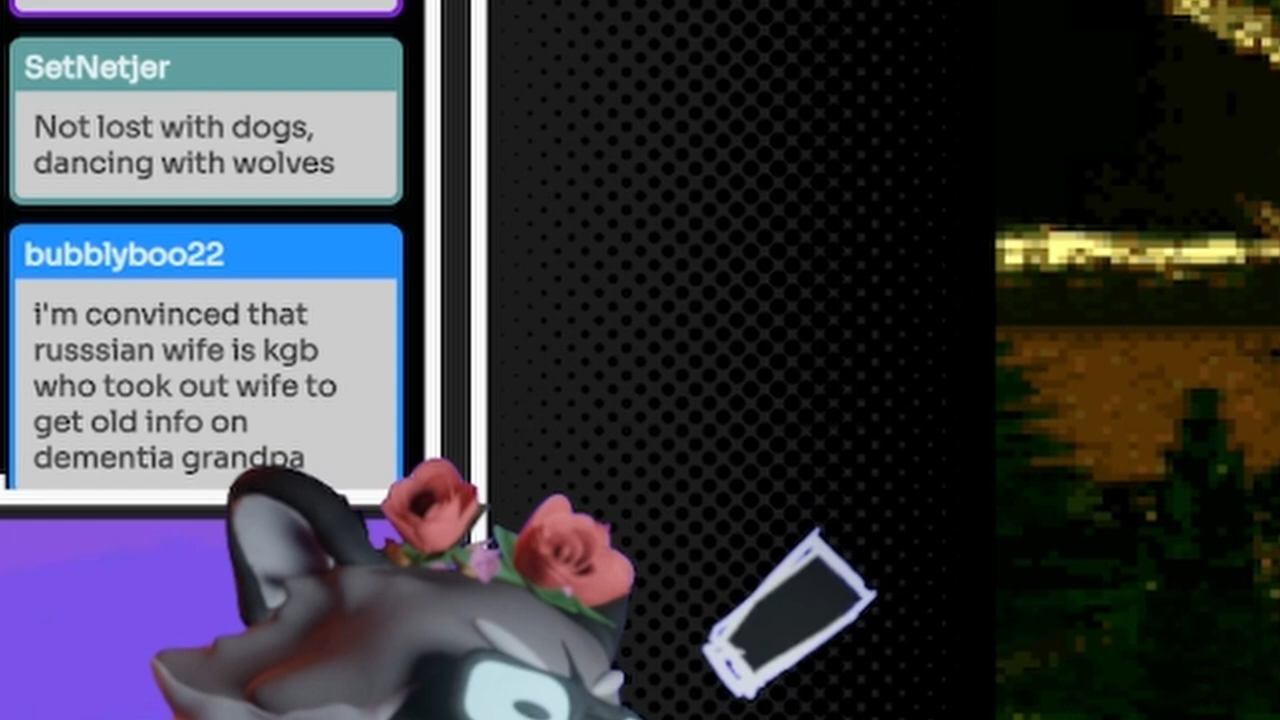 SetNetjer
Not lost with dogs,
dancing with wolves
bubblyboo22
i'm convinced that
russsian wife is kgb
who took out wife to
get old info on
dementia grandpa